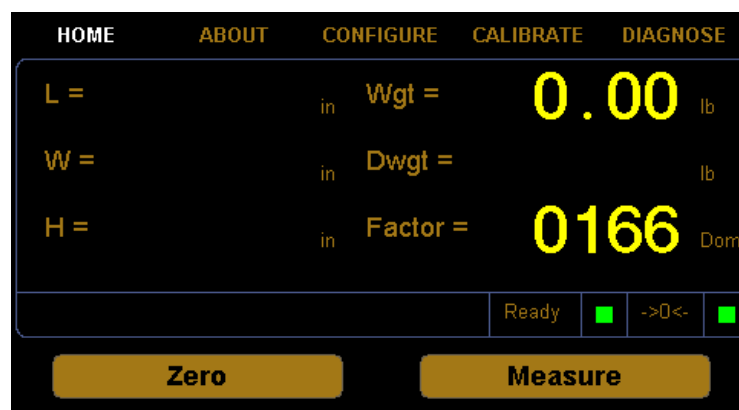 HOME ABOUT CONFIGURE CALIBRATE DIAGNOSE
L = in Wgt = 0.00 lb
W = in Dwgt = lb
H = in Factor = 0166 Dom
Ready ->0<-
Zero Measure